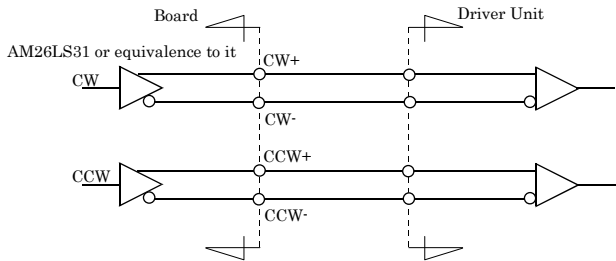 Board
Driver Unit
AM26LS31 or equivalence to it
CW
CW+
CW-
CCW
CCW+
CCW-